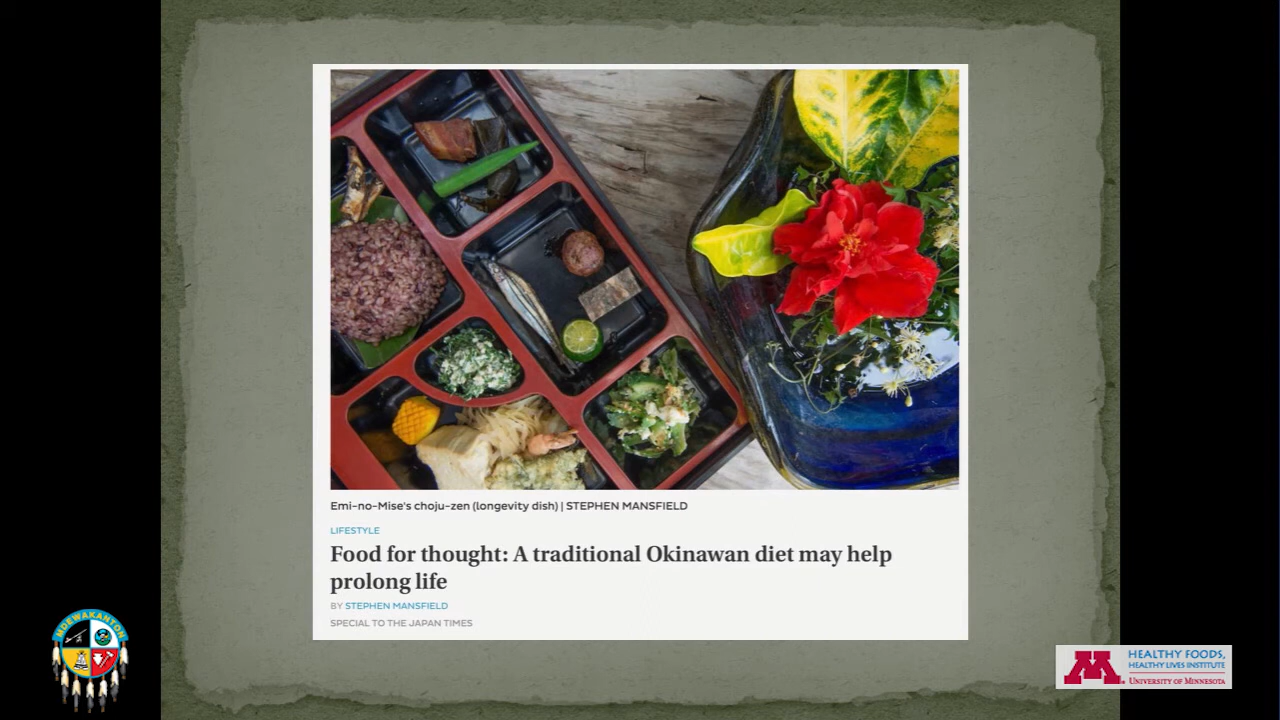 Emi-no-Mise's choju-zen (longevity dish) | STEPHEN MANSFIELD
LIFESTYLE
Food for thought: A traditional Okinawan diet may help
prolong life
BY STEPHEN MANSFIELD
SPECIAL TO THE JAPAN TIMES
MDEWAKANTON
M
HEALTHY FOODS,
HEALTHY LIVES INSTITUTE
UNIVERSITY OF MINNESOTA